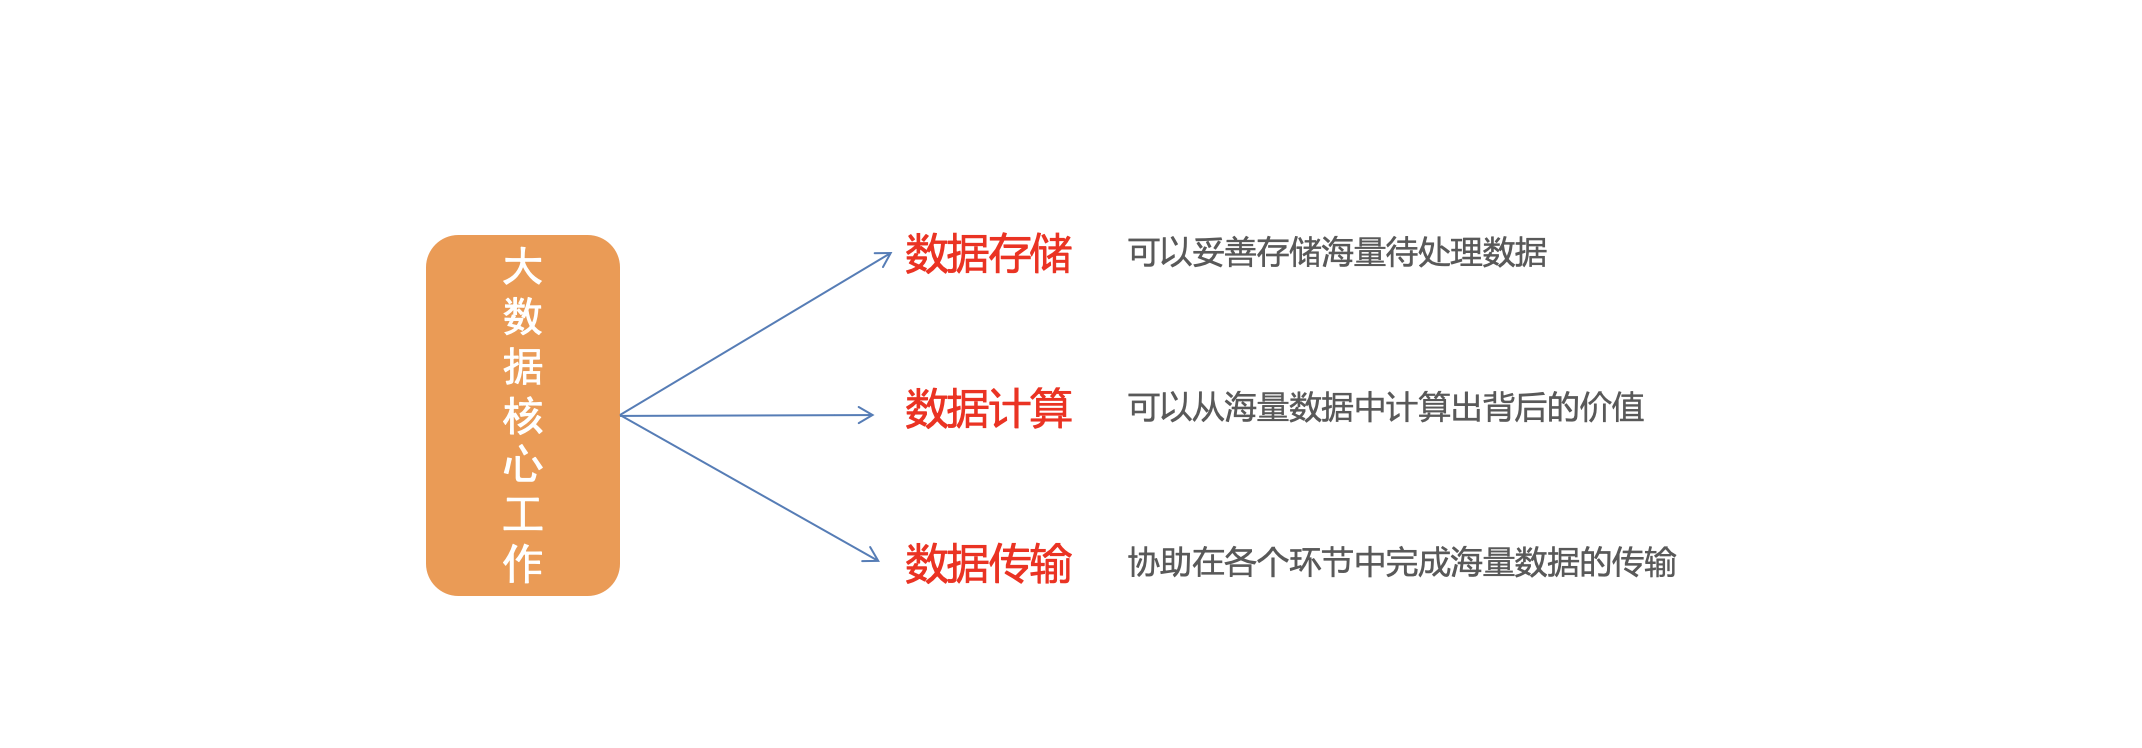 大数据核心工作
数据存储 可以妥善存储海量待处理数据
数据计算 可以从海量数据中计算出背后的价值
数据传输 协助在各个环节中完成海量数据的传输